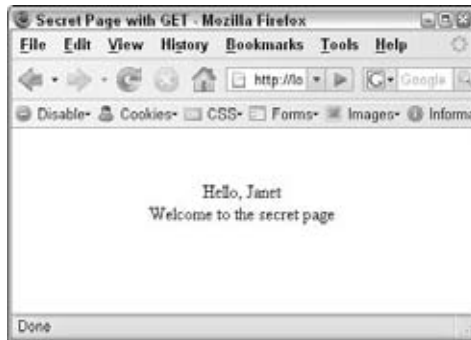 Secret Page with GET - Mozilla Firefox
File Edit View History Bookmarks Tools Help
http://lo G Google
Disable Cookies CSS Forms Images Informa
Hello, Janet
Welcome to the secret page
Done